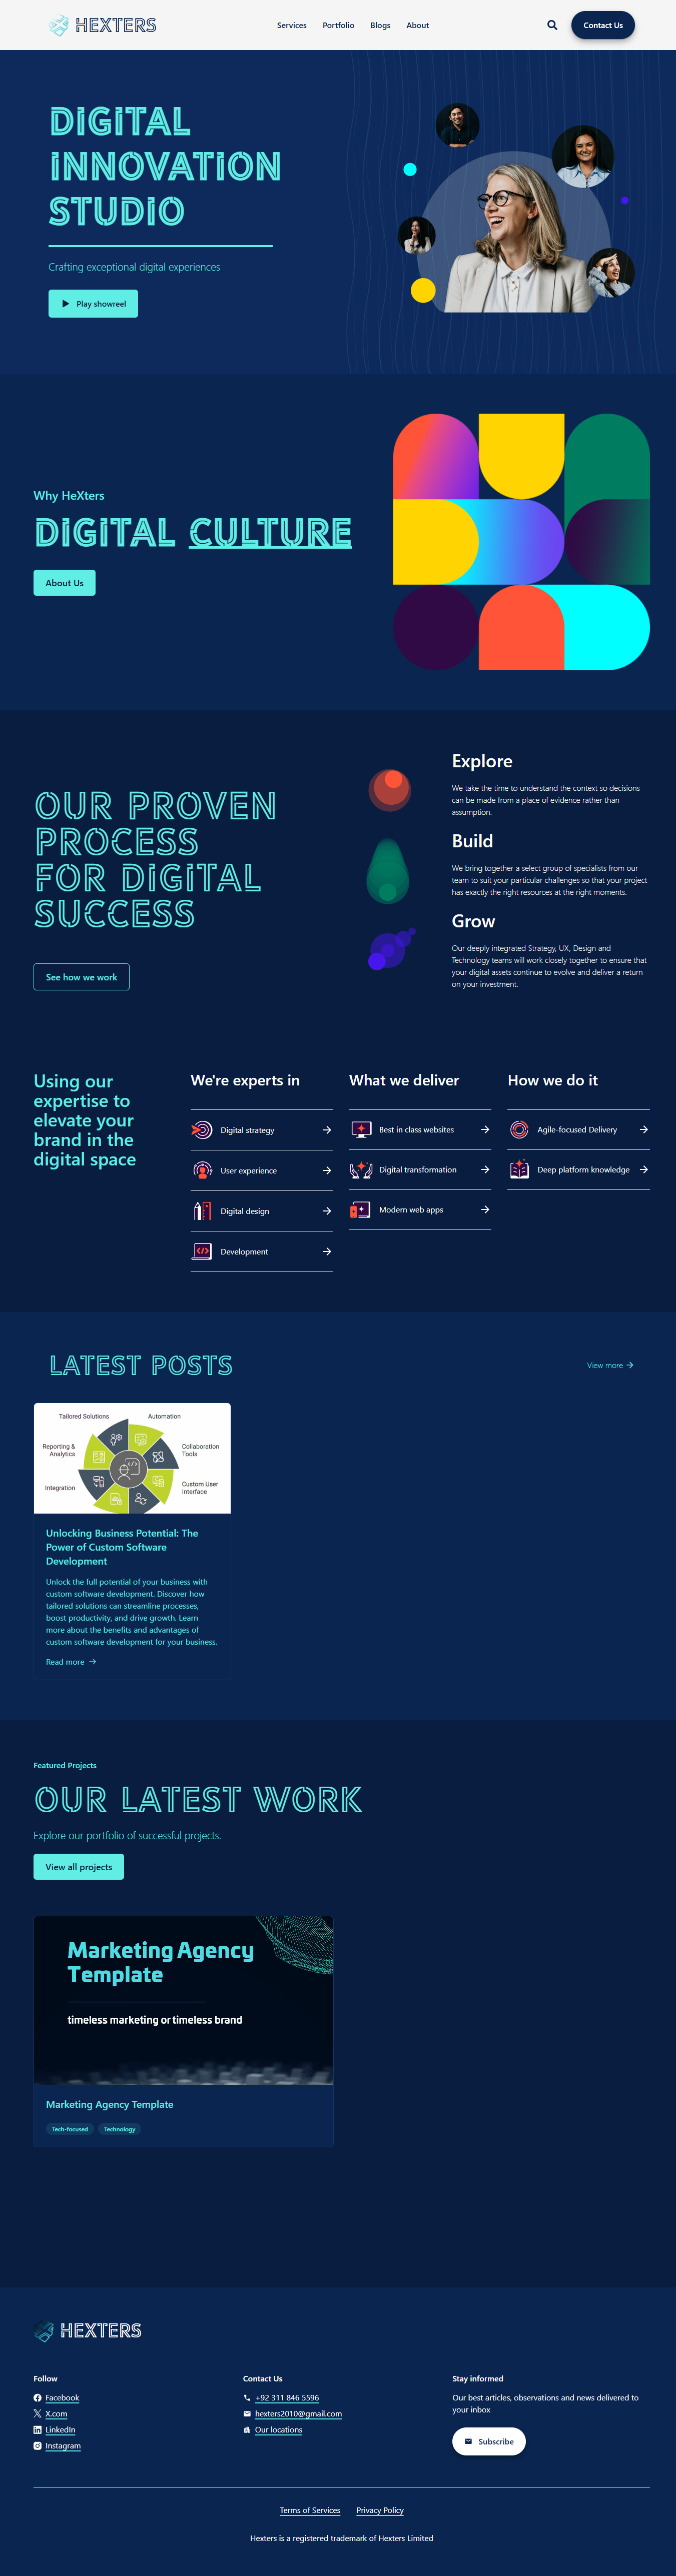 HEXTERS
Services
Portfolio
Blogs
About
Contact Us
DIGITAL
INNOVATION
STUDIO
Crafting exceptional digital experiences
Play showreel
Why HeXters
DIGITAL CULTURE
About Us
OUR PROVEN
PROCESS
FOR DIGITAL
SUCCESS
See how we work
Explore
We take the time to understand the context so decisions
can be made from a place of evidence rather than
assumption.
Build
We bring together a select group of specialists from our
team to suit your particular challenges so that your project
has exactly the right resources at the right moments.
Grow
Our deeply integrated Strategy, UX, Design and
Technology teams will work closely together to ensure that
your digital assets continue to evolve and deliver a return
on your investment.
Using our
expertise to
elevate your
brand in the
digital space
We're experts in
Digital strategy
User experience
Digital design
Development
What we deliver
Best in class websites
Digital transformation
Modern web apps
How we do it
Agile-focused Delivery
Deep platform knowledge
LATEST POSTS
View more
Tailored Solutions
Automation
Reporting &
Analytics
Collaboration
Tools
Integration
Custom User
Interface
Unlocking Business Potential: The
Power of Custom Software
Development
Unlock the full potential of your business with
custom software development. Discover how
tailored solutions can streamline processes,
boost productivity, and drive growth. Learn
more about the benefits and advantages of
custom software development for your business.
Read more
Featured Projects
OUR LATEST WORK
Explore our portfolio of successful projects.
View all projects
Marketing Agency
Template
timeless marketing or timeless brand
Marketing Agency Template
Tech-focused
Technology
HEXTERS
Follow
Facebook
X.com
LinkedIn
Instagram
Contact Us
+92 311 846 5596
hexters2010@gmail.com
Our locations
Stay informed
Our best articles, observations and news delivered to
your inbox
Subscribe
Terms of Services
Privacy Policy
Hexters is a registered trademark of Hexters Limited